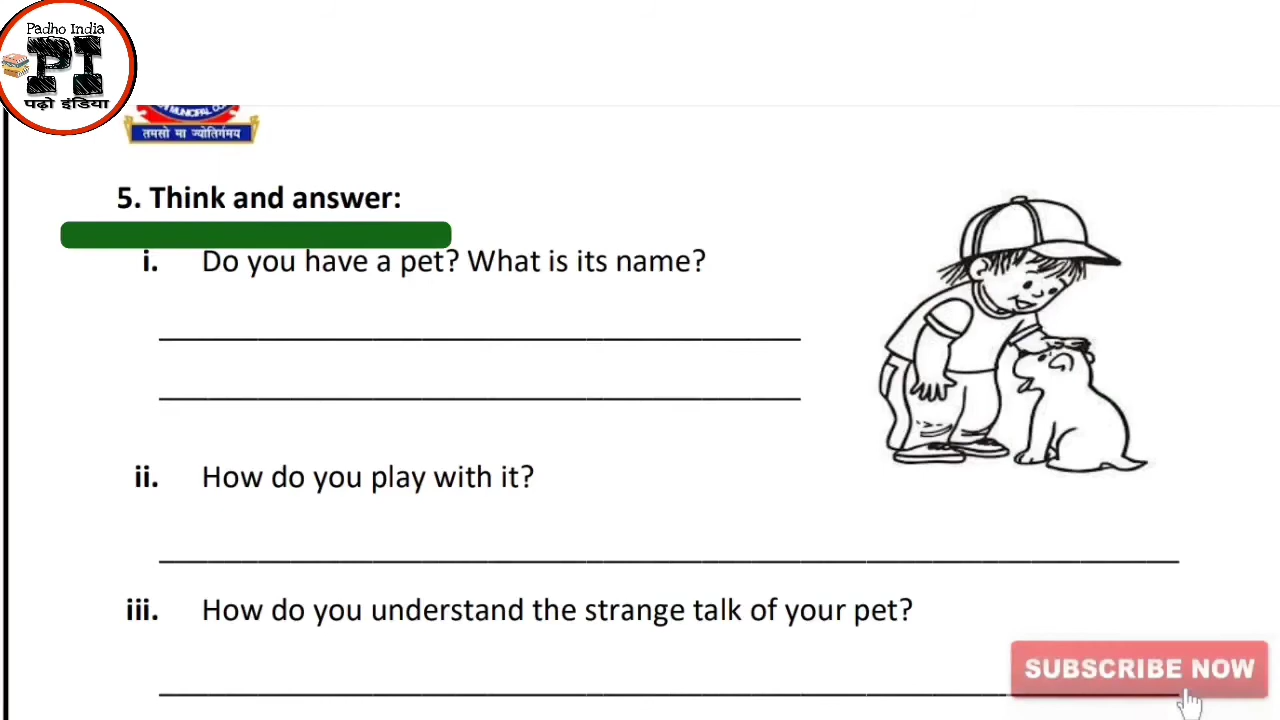 Padho India
PI
पढ़ो इंडिया
MUNICIPAL
तमसो मा ज्योतिर्गमय
5. Think and answer:
i. Do you have a pet? What is its name?
ii. How do you play with it?
iii. How do you understand the strange talk of your pet?
SUBSCRIBE NOW